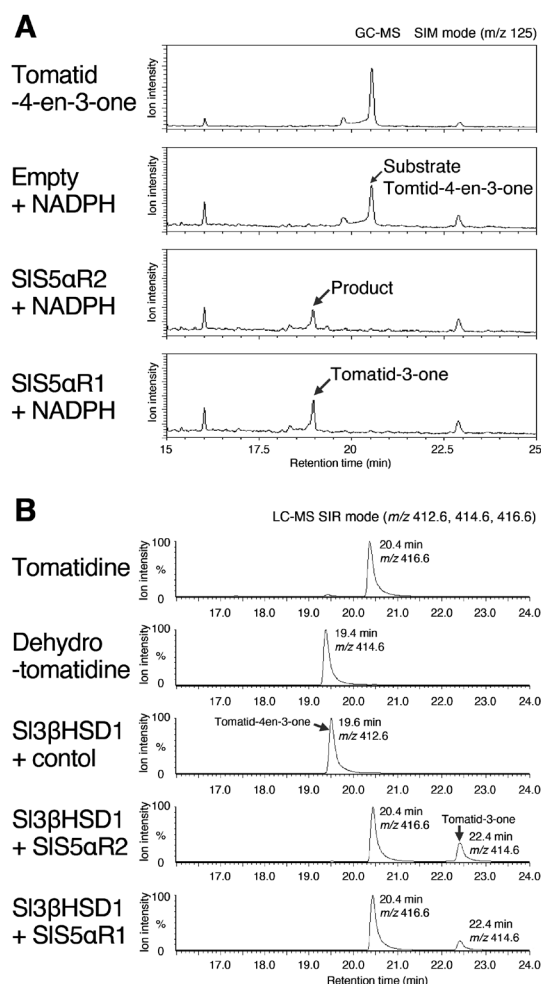 A
GC-MS SIM mode (m/z 125)
Tomatid
-4-en-3-one
Ion intensity
Empty
+ NADPH
Ion intensity
Substrate
Tomtid-4-en-3-one
SlS5αR2
+ NADPH
Ion intensity
Product
SlS5αR1
+ NADPH
Ion intensity
Tomatid-3-one
15 17.5 20 22.5 25
Retention time (min)
B
LC-MS SIR mode (m/z 412.6, 414.6, 416.6)
Tomatidine
Ion intensity
100
%
0
20.4 min
m/z 416.6
17.0 18.0 19.0 20.0 21.0 22.0 23.0 24.0
Dehydro
-tomatidine
Ion intensity
100
%
0
19.4 min
m/z 414.6
17.0 18.0 19.0 20.0 21.0 22.0 23.0 24.0
Sl3βHSD1
+ contol
Ion intensity
100
%
0
Tomatid-4en-3-one
19.6 min
m/z 412.6
17.0 18.0 19.0 20.0 21.0 22.0 23.0 24.0
Sl3βHSD1
+ SlS5αR2
Ion intensity
100
%
0
20.4 min
m/z 416.6
Tomatid-3-one
22.4 min
m/z 414.6
17.0 18.0 19.0 20.0 21.0 22.0 23.0 24.0
Sl3βHSD1
+ SlS5αR1
Ion intensity
100
%
0
20.4 min
m/z 416.6
22.4 min
m/z 414.6
17.0 18.0 19.0 20.0 21.0 22.0 23.0 24.0
Retention time (min)